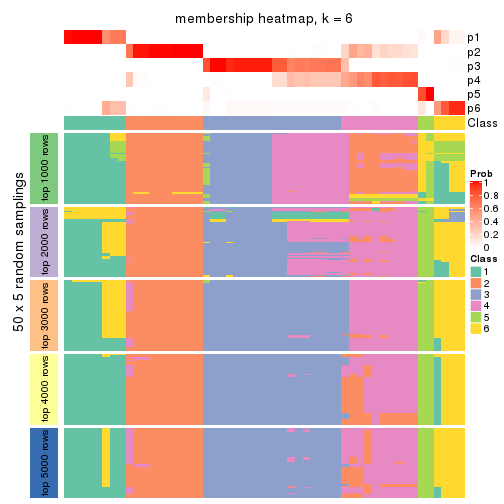 membership heatmap, k = 6
p1
p2
p3
p4
p5
p6
Class
50 x 5 random samplings
top 1000 rows
top 2000 rows
top 3000 rows
top 4000 rows
top 5000 rows
Prob
1
0.8
0.6
0.4
0.2
0
Class
1
2
3
4
5
6